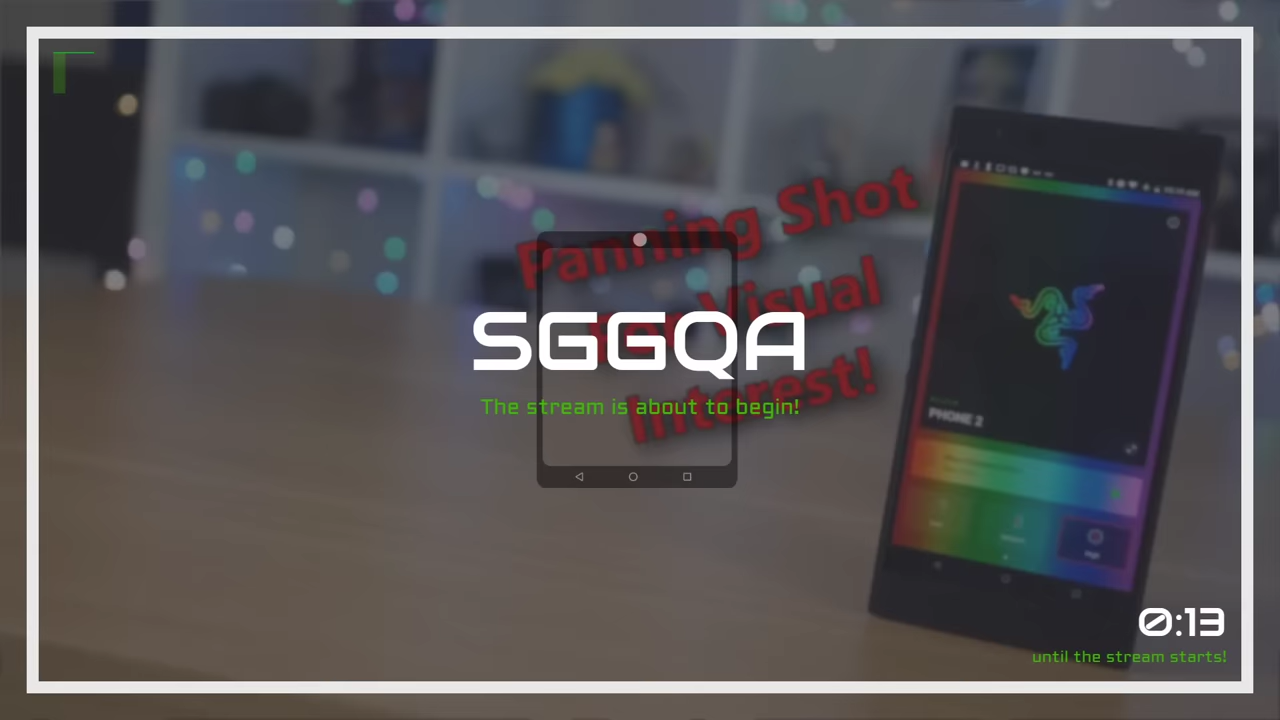 Panning Shot
For Visual
Interest!
SGGQA
The stream is about to begin!
PHONE 2
0:13
until the stream starts!